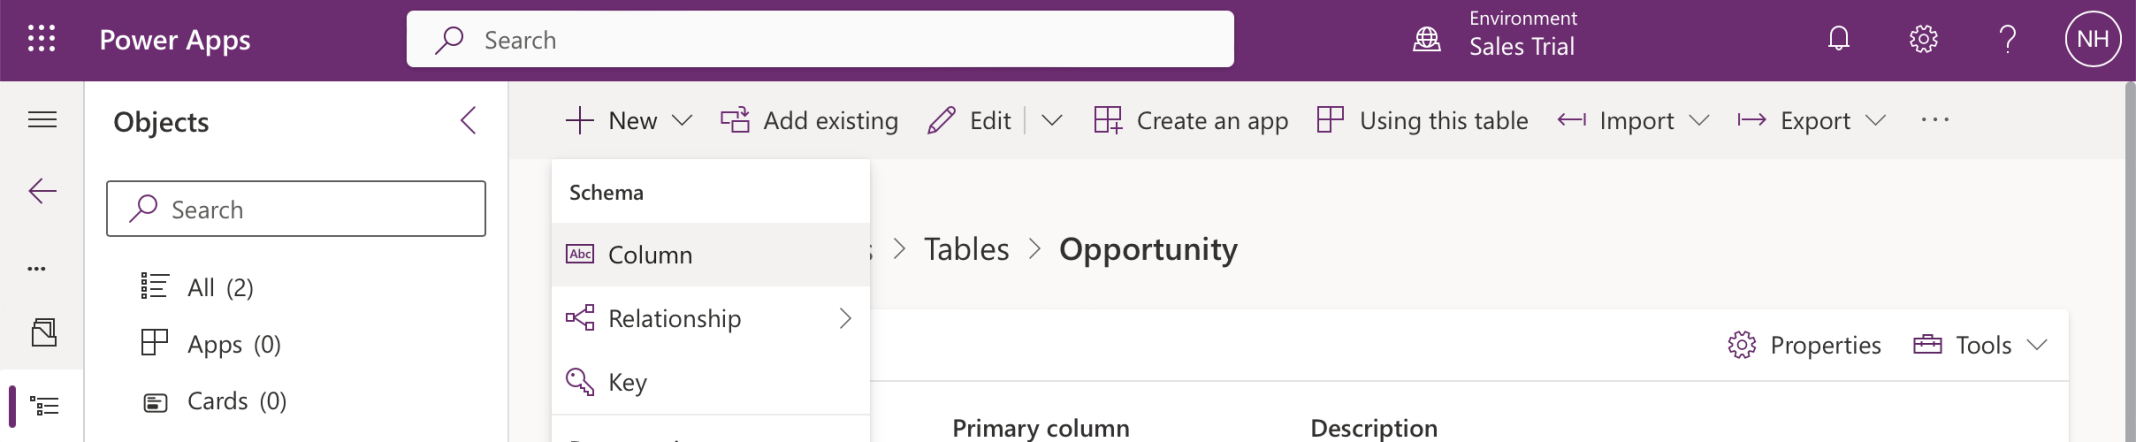 Power Apps
Search
Environment
Sales Trial
NH
Objects
New
Add existing
Edit
Create an app
Using this table
Import
Export
Search
Schema
Abc Column
Tables > Opportunity
All (2)
Relationship
Apps (0)
Properties
Tools
Key
Cards (0)
Primary column
Description